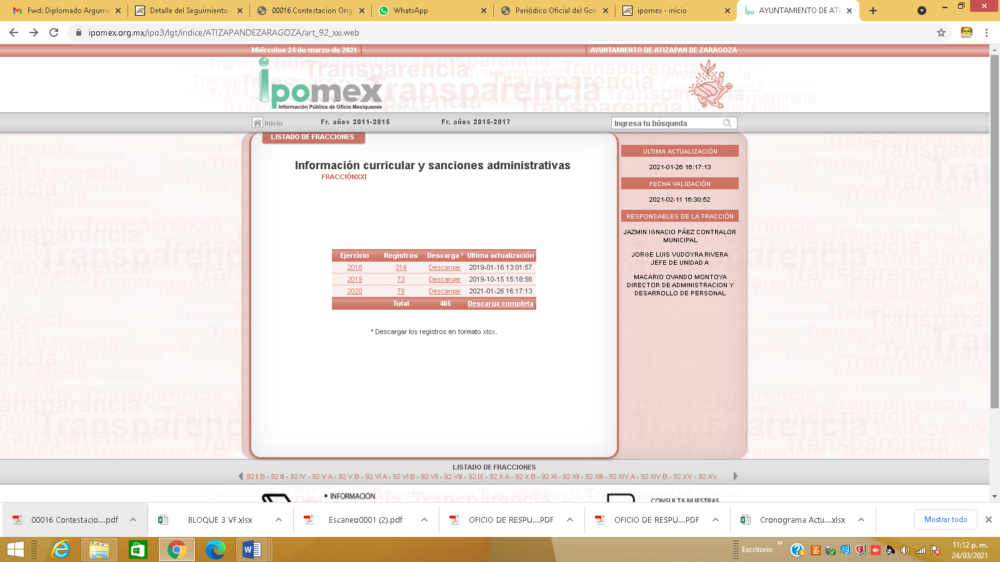 Fwd: Diplomado Argume
Detalle del Seguimiento
00016 Contestacion Orig
WhatsApp
Periódico Oficial del Gob
ipomex - inicio
AYUNTAMIENTO DE ATI
ipomex.org.mx/ipo3/lgt/indice/ATIZAPANDEZARAGOZA/art_92_xxi.web
Miércoles 24 de marzo de 2021
AYUNTAMIENTO DE ATIZAPAN DE ZARAGOZA
ipomex
Información Pública de Oficio Mexiquense
Inicio
Fr. años 2011-2015
Fr. años 2015-2017
Ingresa tu búsqueda
LISTADO DE FRACCIONES
Información curricular y sanciones administrativas
FRACCIÓNXXI
Ejercicio Registros Descarga * Ultima actualización
2018 314 Descargar 2019-01-16 13:01:57
2019 73 Descargar 2019-10-15 15:18:56
2020 78 Descargar 2021-01-26 16:17:13
Total 465 Descarga completa
* Descargar los registros en formato xlsx.
ULTIMA ACTUALIZACIÓN
2021-01-26 16:17:13
FECHA VALIDACIÓN
2021-02-11 16:30:52
RESPONSABLES DE LA FRACCIÓN
JAZMIN IGNACIO PÁEZ CONTRALOR
MUNICIPAL
JORGE LUIS VUDOYRA RIVERA
JEFE DE UNIDAD A
MACARIO OVANDO MONTOYA
DIRECTOR DE ADMINISTRACION Y
DESARROLLO DE PERSONAL
LISTADO DE FRACCIONES
92 II B - 92 III - 92 IV - 92 V A - 92 V B - 92 VI A - 92 VI B - 92 VII - 92 VIII - 92 IX - 92 X A - 92 X B - 92 XI - 92 XII - 92 XIII - 92 XIV A - 92 XIV B - 92 XV - 92 XV
• INFORMACIÓN
CONSULTA NUESTRAS
00016 Contestacio....pdf
BLOQUE 3 VF.xlsx
Escaneo0001 (2).pdf
OFICIO DE RESPU....PDF
OFICIO DE RESPU....PDF
Cronograma Actu....xlsx
Mostrar todo
Escritorio
11:12 p. m.
24/03/2021